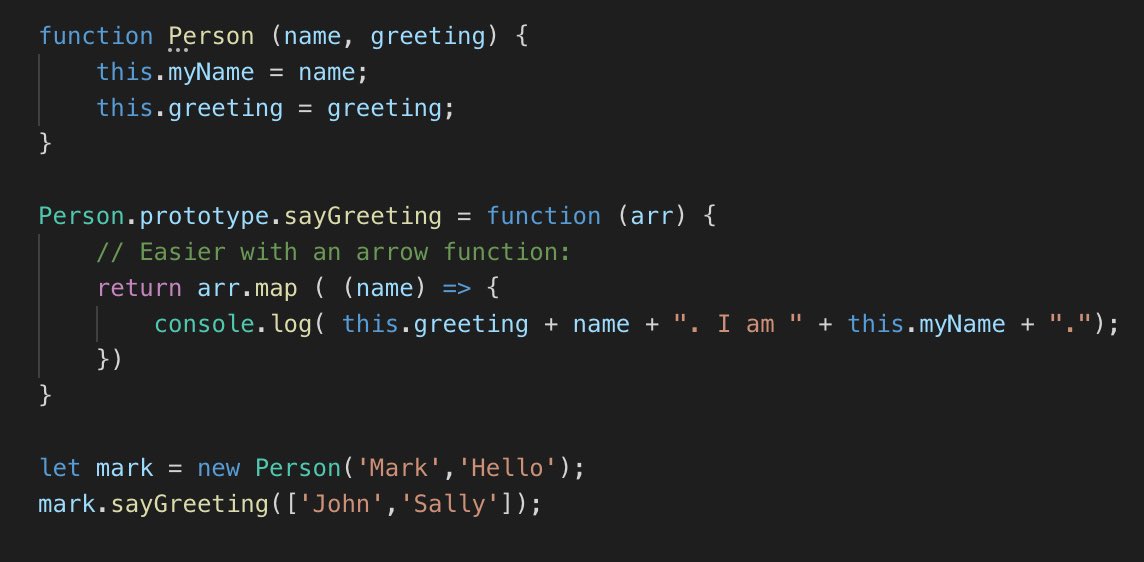 function Person (name, greeting) {
    this.myName = name;
    this.greeting = greeting;
}

Person.prototype.sayGreeting = function (arr) {
    // Easier with an arrow function:
    return arr.map ( (name) => {
        console.log( this.greeting + name + ". I am " + this.myName + ".");
    })
}

let mark = new Person('Mark','Hello');
mark.sayGreeting(['John','Sally']);